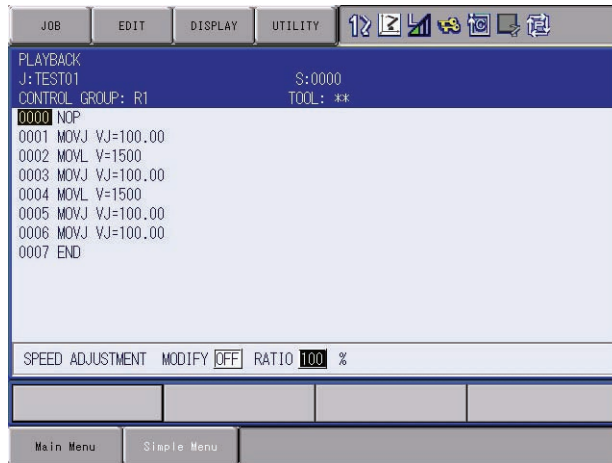 JOB EDIT DISPLAY UTILITY
PLAYBACK
J:TEST01 S:0000
CONTROL GROUP: R1 TOOL: **
0000 NOP
0001 MOVJ VJ=100.00
0002 MOVL V=1500
0003 MOVJ VJ=100.00
0004 MOVL V=1500
0005 MOVJ VJ=100.00
0006 MOVJ VJ=100.00
0007 END
SPEED ADJUSTMENT MODIFY OFF RATIO 100 %
Main Menu Simple Menu